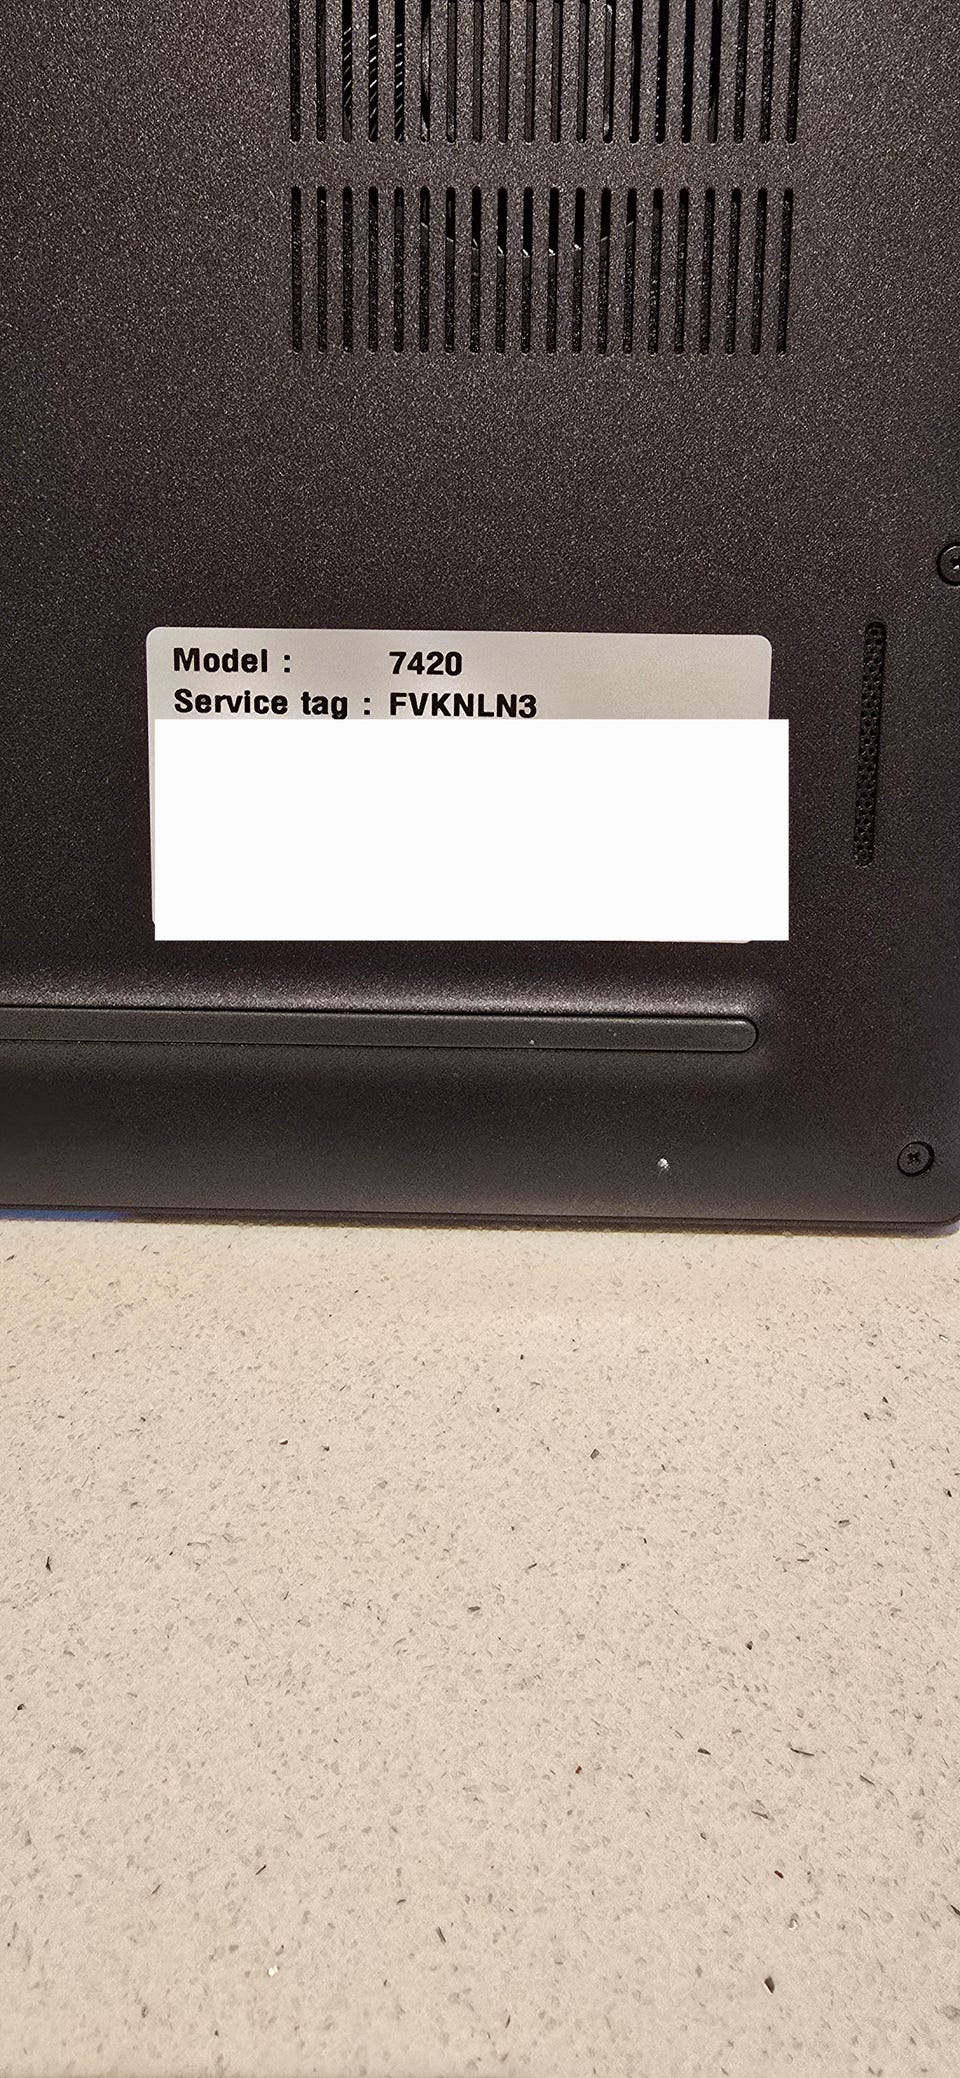 Model : 7420
Service tag : FVKNLN3